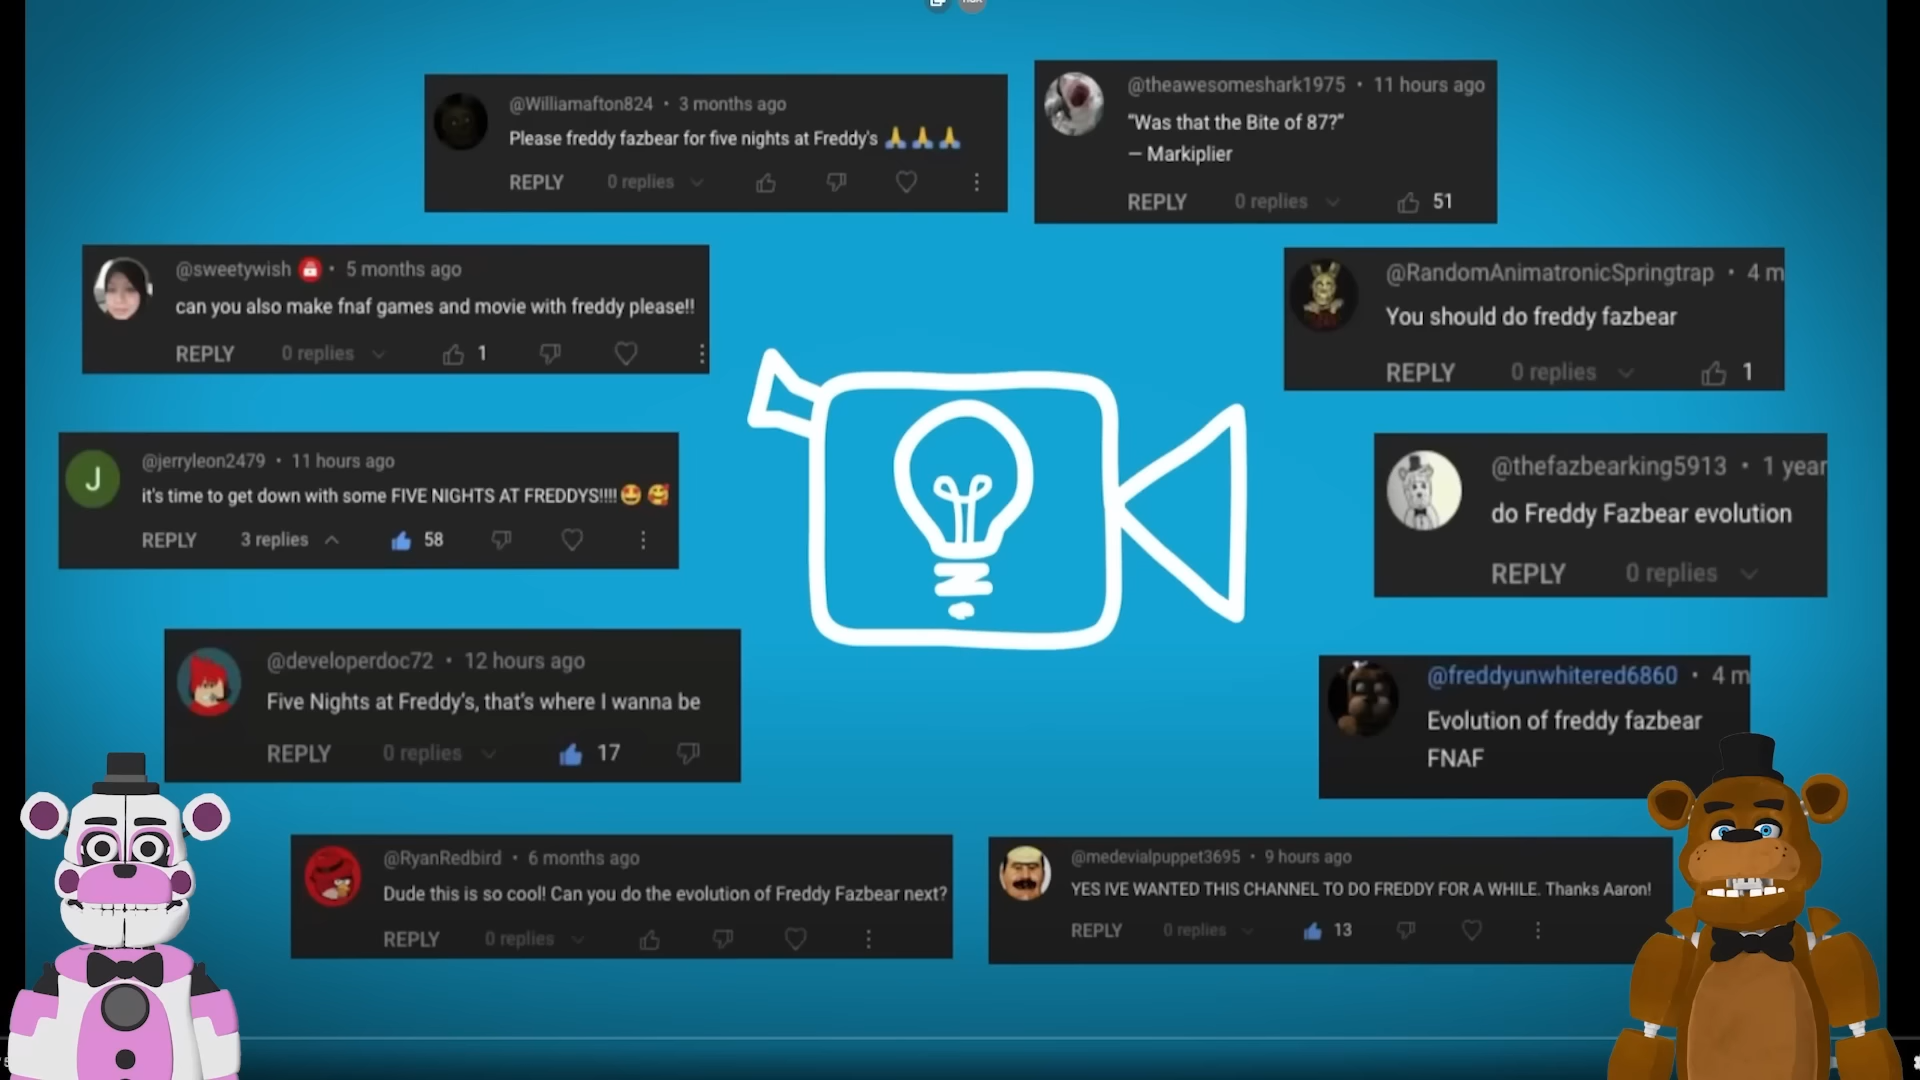 @Williamafton824 • 3 months ago
Please freddy fazbear for five nights at Freddy's 🙏🙏🙏
REPLY 0 replies
@theawesomeshark1975 • 11 hours ago
"Was that the Bite of 87?"
— Markiplier
REPLY 0 replies 51
@sweetywish • 5 months ago
can you also make fnaf games and movie with freddy please!!
REPLY 0 replies 1
@RandomAnimatronicSpringtrap • 4 m
You should do freddy fazbear
REPLY 0 replies 1
J
@jerryleon2479 • 11 hours ago
it's time to get down with some FIVE NIGHTS AT FREDDYS!!!!🤩🥰
REPLY 3 replies 58
@thefazbearking5913 • 1 year
do Freddy Fazbear evolution
REPLY 0 replies
@developerdoc72 • 12 hours ago
Five Nights at Freddy's, that's where I wanna be
REPLY 0 replies 17
@freddyunwhitered6860 • 4 m
Evolution of freddy fazbear
FNAF
@RyanRedbird • 6 months ago
Dude this is so cool! Can you do the evolution of Freddy Fazbear next?
REPLY 0 replies
@medevialpuppet3695 • 9 hours ago
YES IVE WANTED THIS CHANNEL TO DO FREDDY FOR A WHILE. Thanks Aaron!
REPLY 0 replies 13